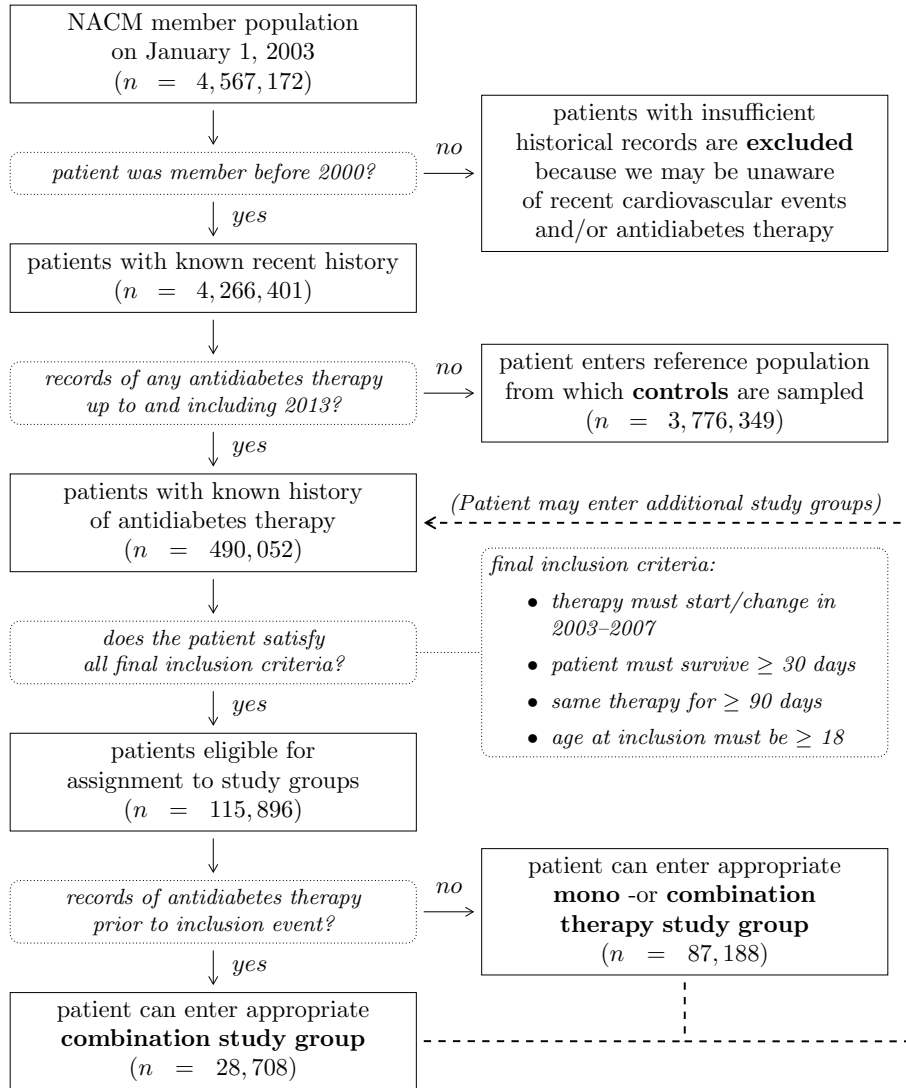 NACM member population
on January 1, 2003
(n = 4,567,172)
patient was member before 2000?
no
patients with insufficient
historical records are excluded
because we may be unaware
of recent cardiovascular events
and/or antidiabetes therapy
yes
patients with known recent history
(n = 4,266,401)
records of any antidiabetes therapy
up to and including 2013?
no
patient enters reference population
from which controls are sampled
(n = 3,776,349)
yes
patients with known history
of antidiabetes therapy
(n = 490,052)
(Patient may enter additional study groups)
does the patient satisfy
all final inclusion criteria?
final inclusion criteria:
• therapy must start/change in
2003–2007
• patient must survive ≥ 30 days
• same therapy for ≥ 90 days
• age at inclusion must be ≥ 18
yes
patients eligible for
assignment to study groups
(n = 115,896)
records of antidiabetes therapy
prior to inclusion event?
no
patient can enter appropriate
mono -or combination
therapy study group
(n = 87,188)
yes
patient can enter appropriate
combination study group
(n = 28,708)